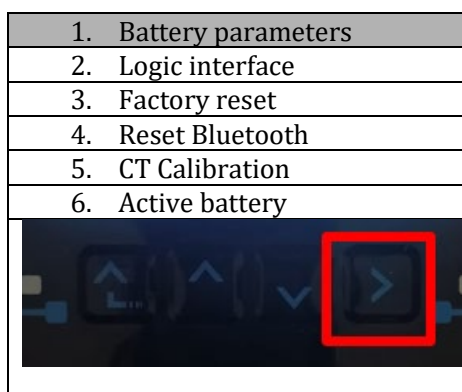 1. Battery parameters
2. Logic interface
3. Factory reset
4. Reset Bluetooth
5. CT Calibration
6. Active battery